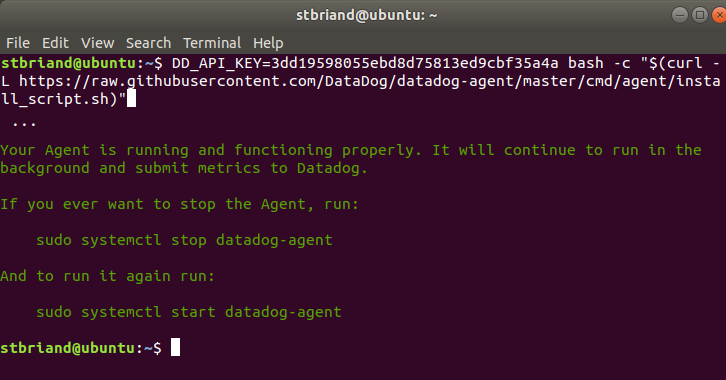 stbriand@ubuntu: ~
File Edit View Search Terminal Help
stbriand@ubuntu:~$ DD_API_KEY=3dd19598055ebd8d75813ed9cbf35a4a bash -c "$(curl -
L https://raw.githubusercontent.com/DataDog/datadog-agent/master/cmd/agent/insta
ll_script.sh)"
...
Your Agent is running and functioning properly. It will continue to run in the
background and submit metrics to Datadog.
If you ever want to stop the Agent, run:
sudo systemctl stop datadog-agent
And to run it again run:
sudo systemctl start datadog-agent
stbriand@ubuntu:~$